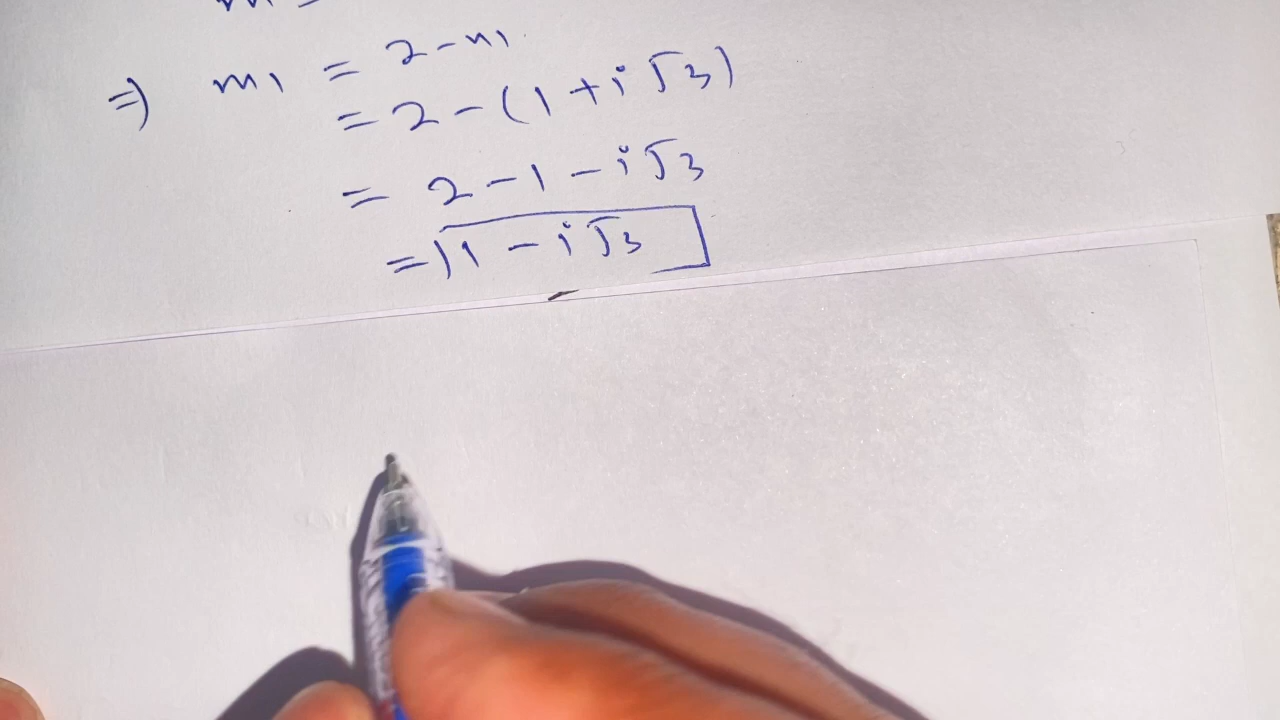 ⇒ m1 = 2-n1
= 2-(1+i√3)
= 2-1-i√3
= 1-i√3